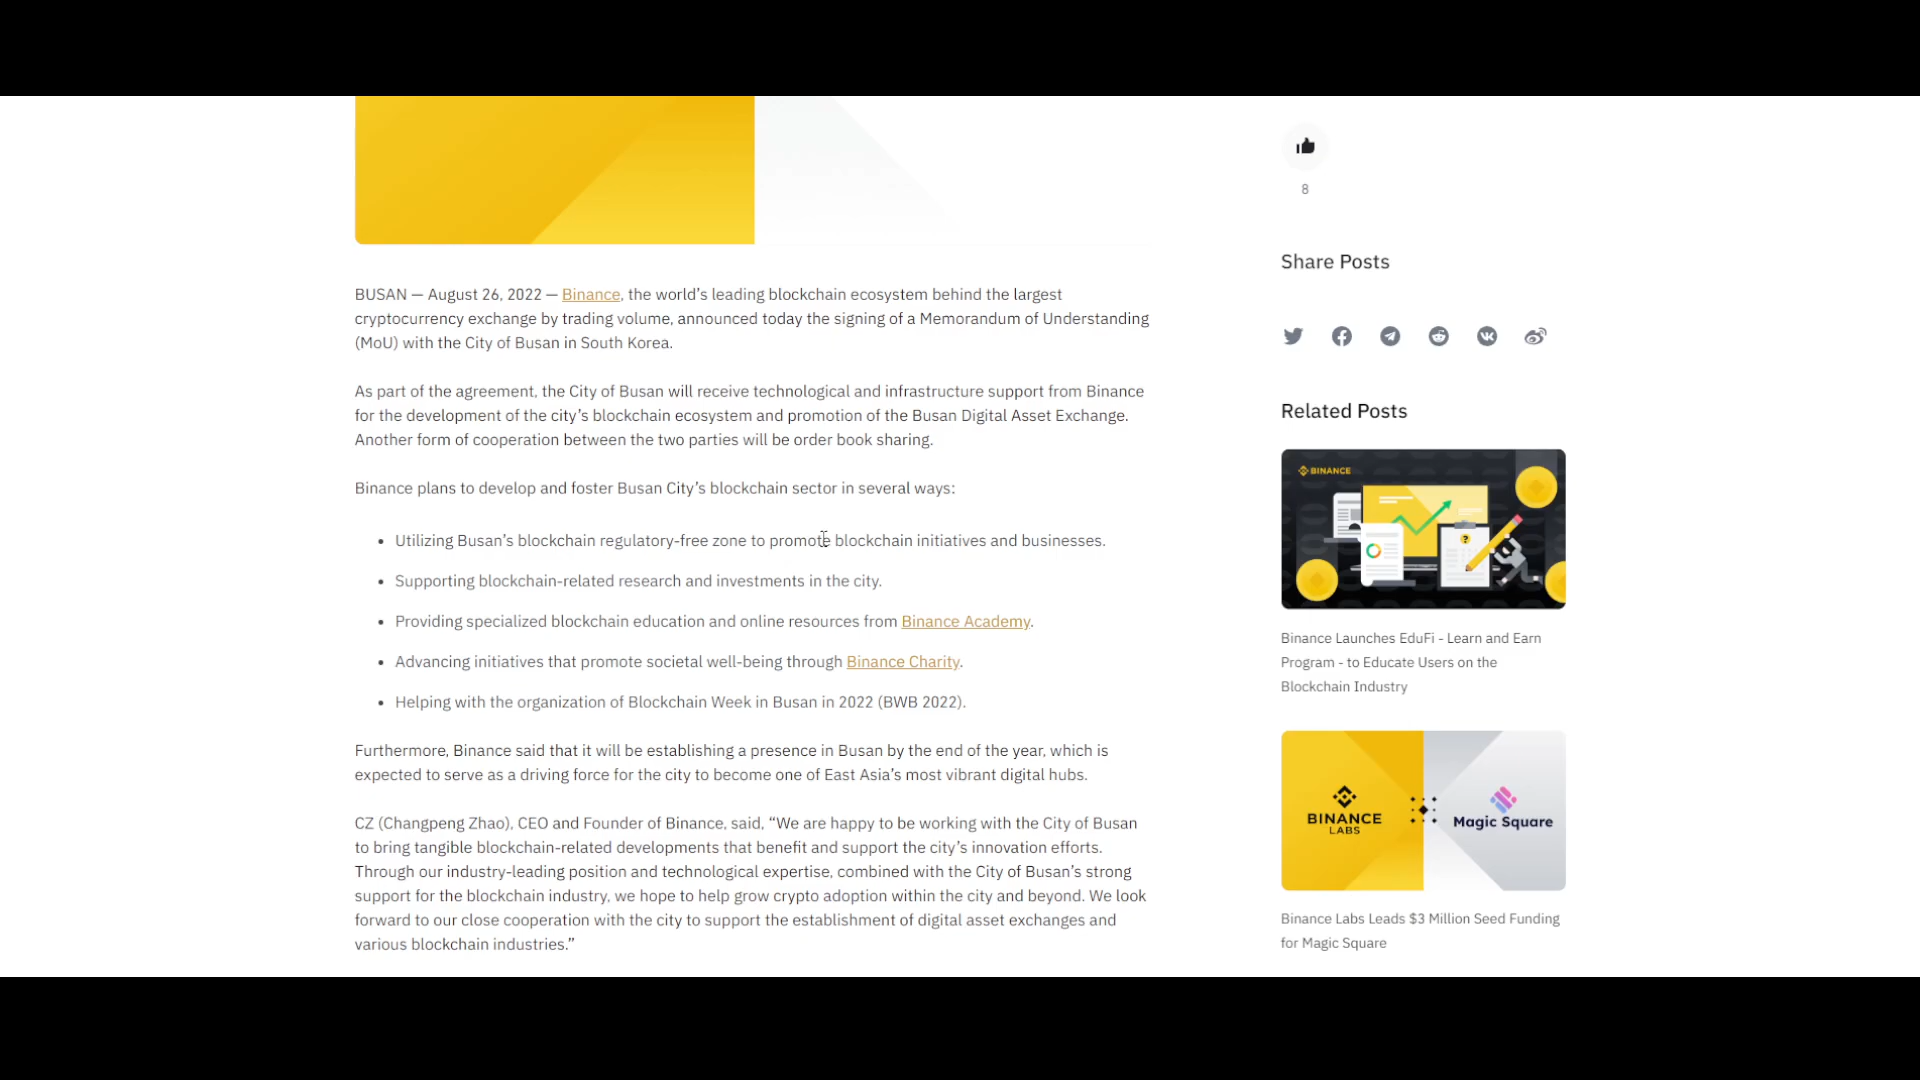 8
Share Posts
BUSAN — August 26, 2022 — Binance, the world’s leading blockchain ecosystem behind the largest
cryptocurrency exchange by trading volume, announced today the signing of a Memorandum of Understanding
(MoU) with the City of Busan in South Korea.
As part of the agreement, the City of Busan will receive technological and infrastructure support from Binance
for the development of the city’s blockchain ecosystem and promotion of the Busan Digital Asset Exchange.
Another form of cooperation between the two parties will be order book sharing.
Binance plans to develop and foster Busan City’s blockchain sector in several ways:
• Utilizing Busan’s blockchain regulatory-free zone to promote blockchain initiatives and businesses.
• Supporting blockchain-related research and investments in the city.
• Providing specialized blockchain education and online resources from Binance Academy.
• Advancing initiatives that promote societal well-being through Binance Charity.
• Helping with the organization of Blockchain Week in Busan in 2022 (BWB 2022).
Furthermore, Binance said that it will be establishing a presence in Busan by the end of the year, which is
expected to serve as a driving force for the city to become one of East Asia’s most vibrant digital hubs.
CZ (Changpeng Zhao), CEO and Founder of Binance, said, “We are happy to be working with the City of Busan
to bring tangible blockchain-related developments that benefit and support the city’s innovation efforts.
Through our industry-leading position and technological expertise, combined with the City of Busan’s strong
support for the blockchain industry, we hope to help grow crypto adoption within the city and beyond. We look
forward to our close cooperation with the city to support the establishment of digital asset exchanges and
various blockchain industries.”
Related Posts
BINANCE
?
Binance Launches EduFi - Learn and Earn
Program - to Educate Users on the
Blockchain Industry
BINANCE
LABS
Magic Square
Binance Labs Leads $3 Million Seed Funding
for Magic Square